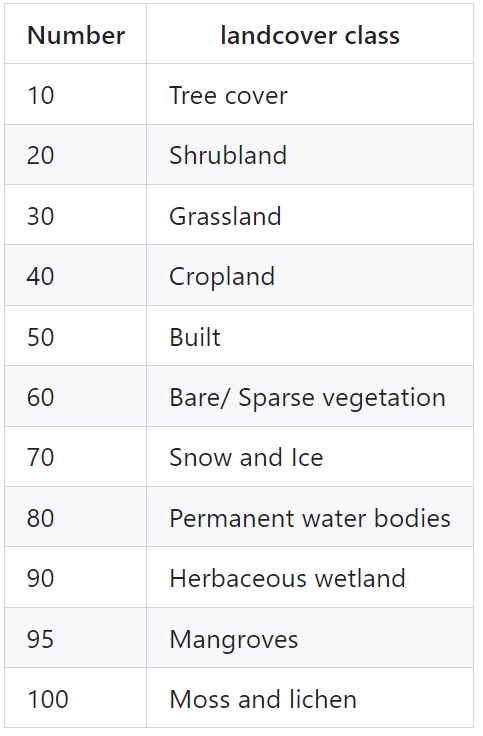 Number landcover class
10 Tree cover
20 Shrubland
30 Grassland
40 Cropland
50 Built
60 Bare/ Sparse vegetation
70 Snow and Ice
80 Permanent water bodies
90 Herbaceous wetland
95 Mangroves
100 Moss and lichen